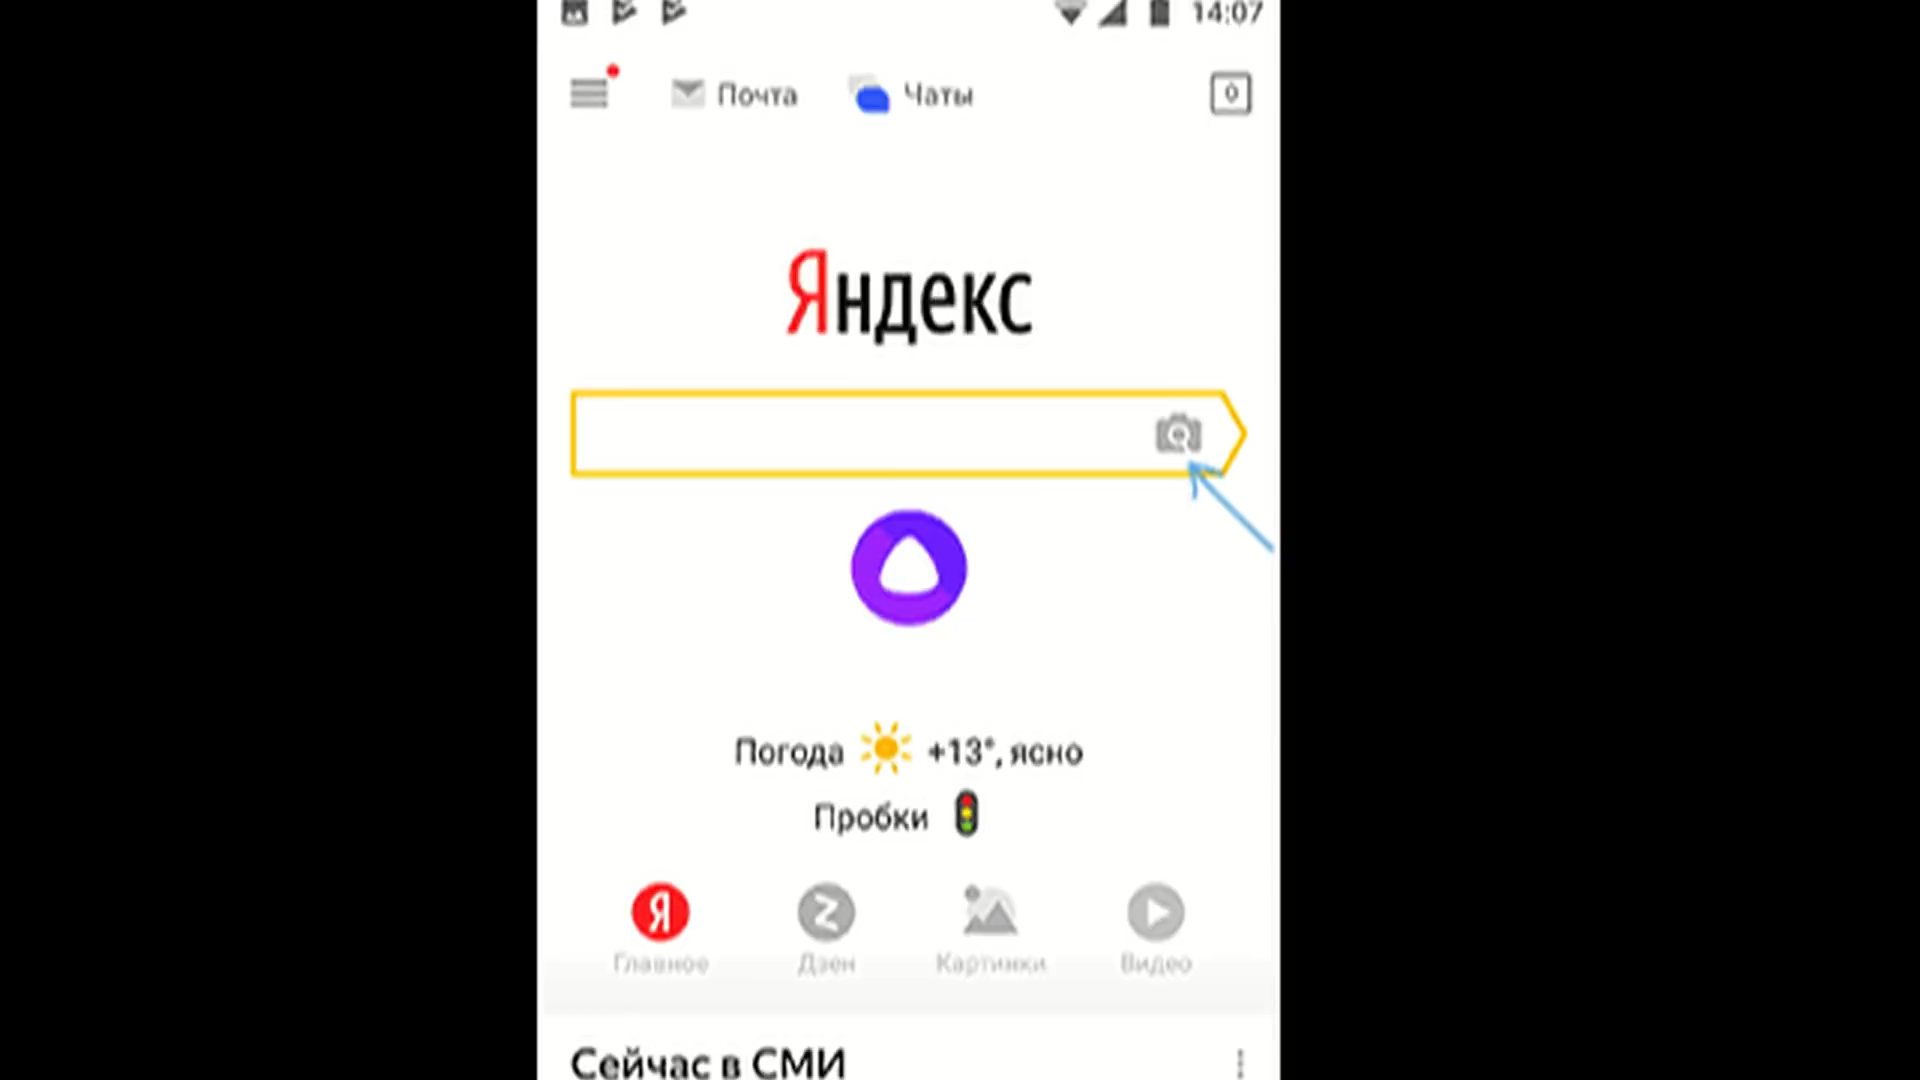 14:07
Почта Чаты 0
Яндекс
Погода +13°, ясно
Пробки
Я
Главное Дзен Картинки Видео
Сейчас в СМИ